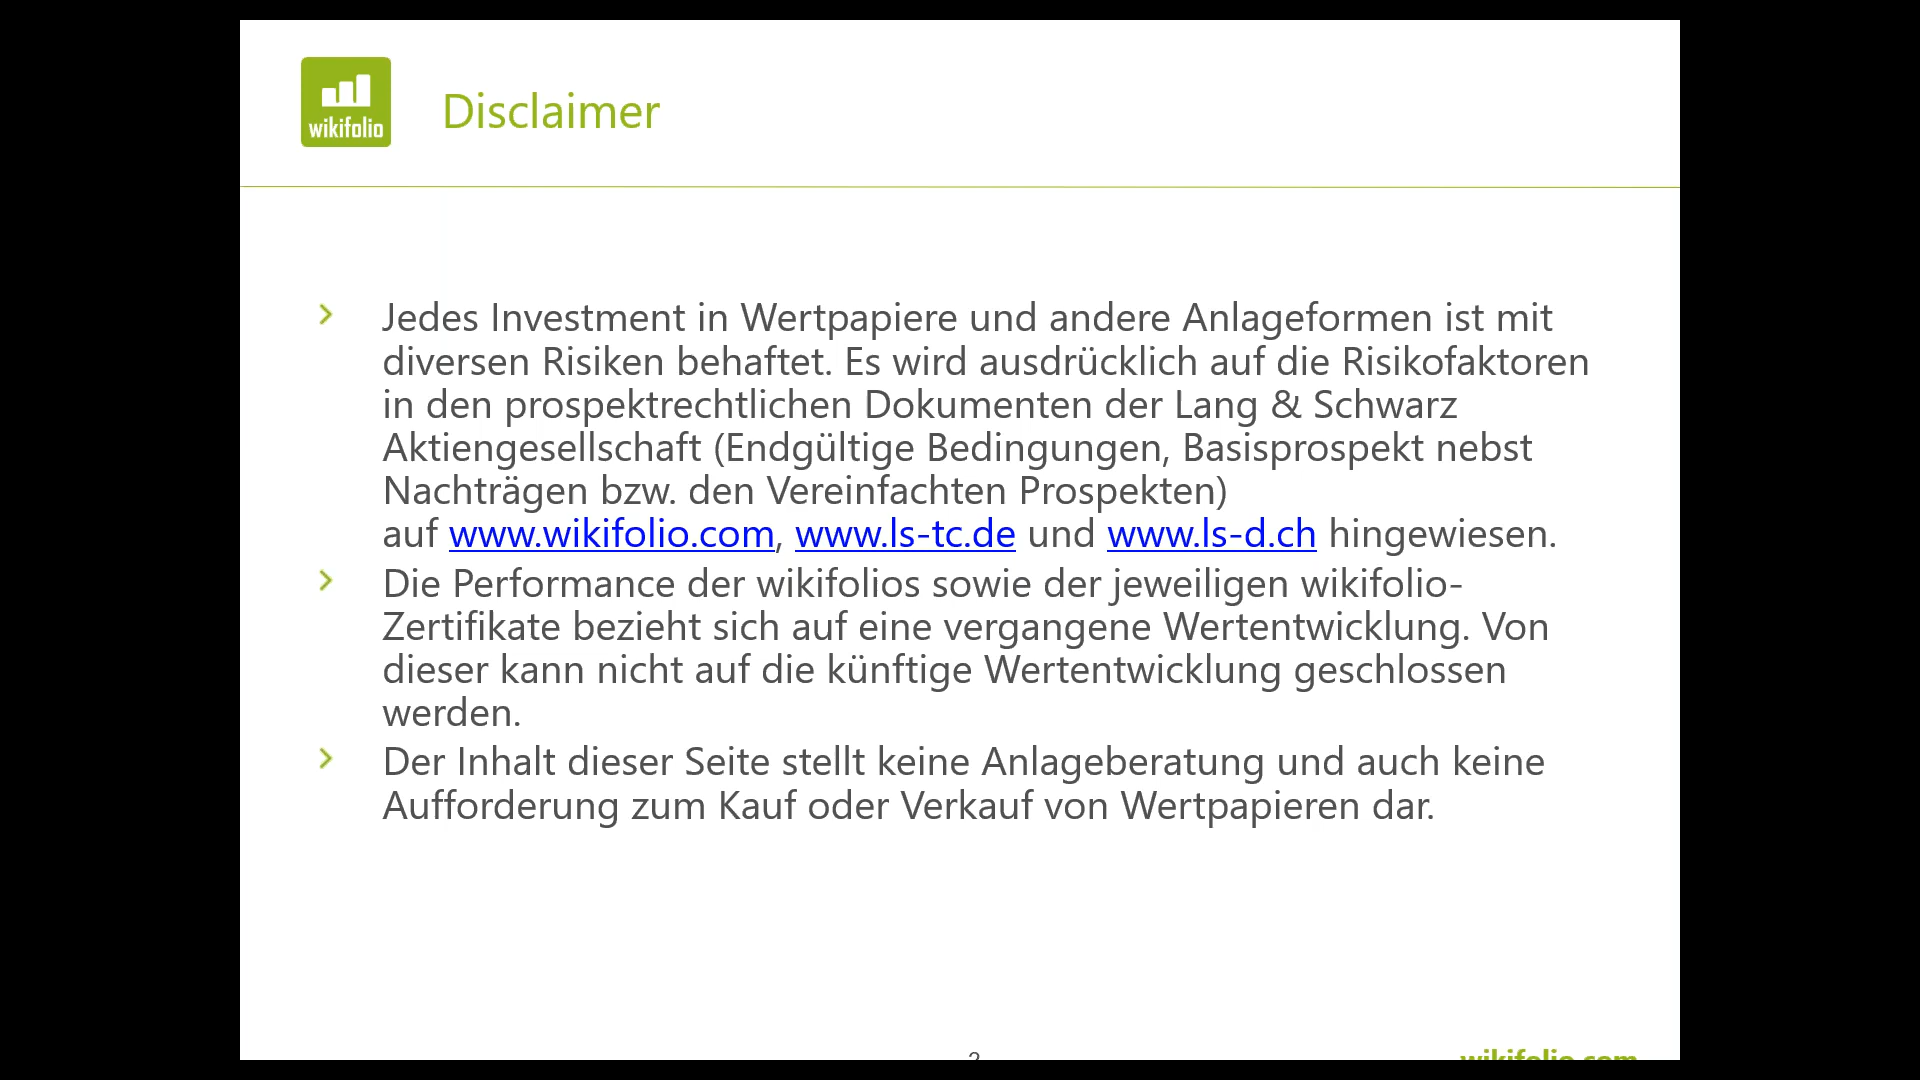 wikifolio
Disclaimer
Jedes Investment in Wertpapiere und andere Anlageformen ist mit
diversen Risiken behaftet. Es wird ausdrücklich auf die Risikofaktoren
in den prospektrechtlichen Dokumenten der Lang & Schwarz
Aktiengesellschaft (Endgültige Bedingungen, Basisprospekt nebst
Nachträgen bzw. den Vereinfachten Prospekten)
auf www.wikifolio.com, www.ls-tc.de und www.ls-d.ch hingewiesen.
Die Performance der wikifolios sowie der jeweiligen wikifolio-
Zertifikate bezieht sich auf eine vergangene Wertentwicklung. Von
dieser kann nicht auf die künftige Wertentwicklung geschlossen
werden.
Der Inhalt dieser Seite stellt keine Anlageberatung und auch keine
Aufforderung zum Kauf oder Verkauf von Wertpapieren dar.
wikifolio.com